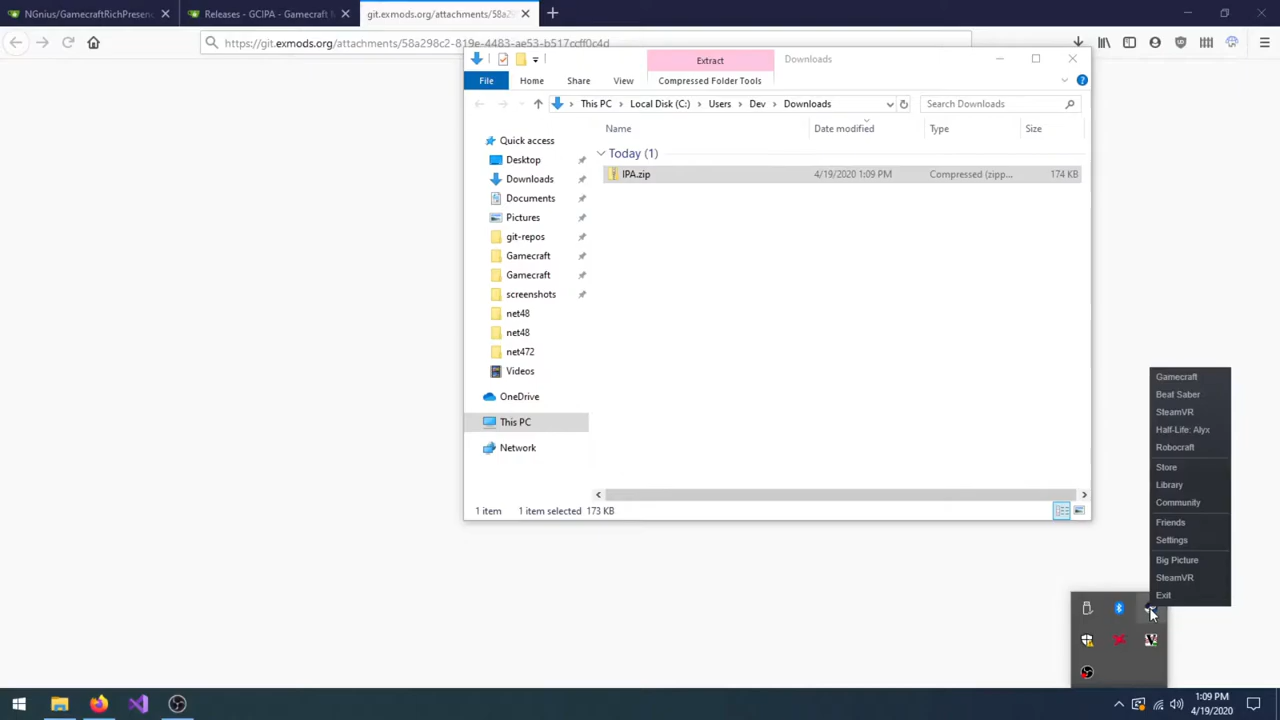 NGnius/GamecraftRichPresenc
Releases - GCIPA - Gamecraft M
git.exmods.org/attachments/58a
https://git.exmods.org/attachments/58a298c2-819e-4483-ae53-b517ccff0c4d
Extract
Downloads
File
Home
Share
View
Compressed Folder Tools
This PC
Local Disk (C:)
Users
Dev
Downloads
Search Downloads
Name
Date modified
Type
Size
Quick access
Desktop
Downloads
Documents
Pictures
git-repos
Gamecraft
Gamecraft
screenshots
net48
net48
net472
Videos
OneDrive
This PC
Network
Today (1)
IPA.zip
4/19/2020 1:09 PM
Compressed (zipp...
174 KB
1 item
1 item selected 173 KB
Gamecraft
Beat Saber
SteamVR
Half-Life: Alyx
Robocraft
Store
Library
Community
Friends
Settings
Big Picture
SteamVR
Exit
1:09 PM
4/19/2020